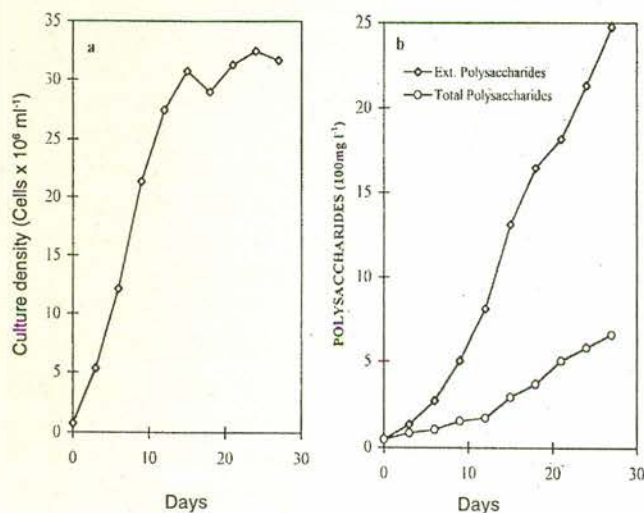 a
Culture density (Cells x 10⁶ ml⁻¹)
35
30
25
20
15
10
5
0
0 10 20 30
Days
b
Ext. Polysaccharides
Total Polysaccharides
POLYSACCHARIDES (100mg l⁻¹)
25
20
15
10
5
0
0 10 20 30
Days